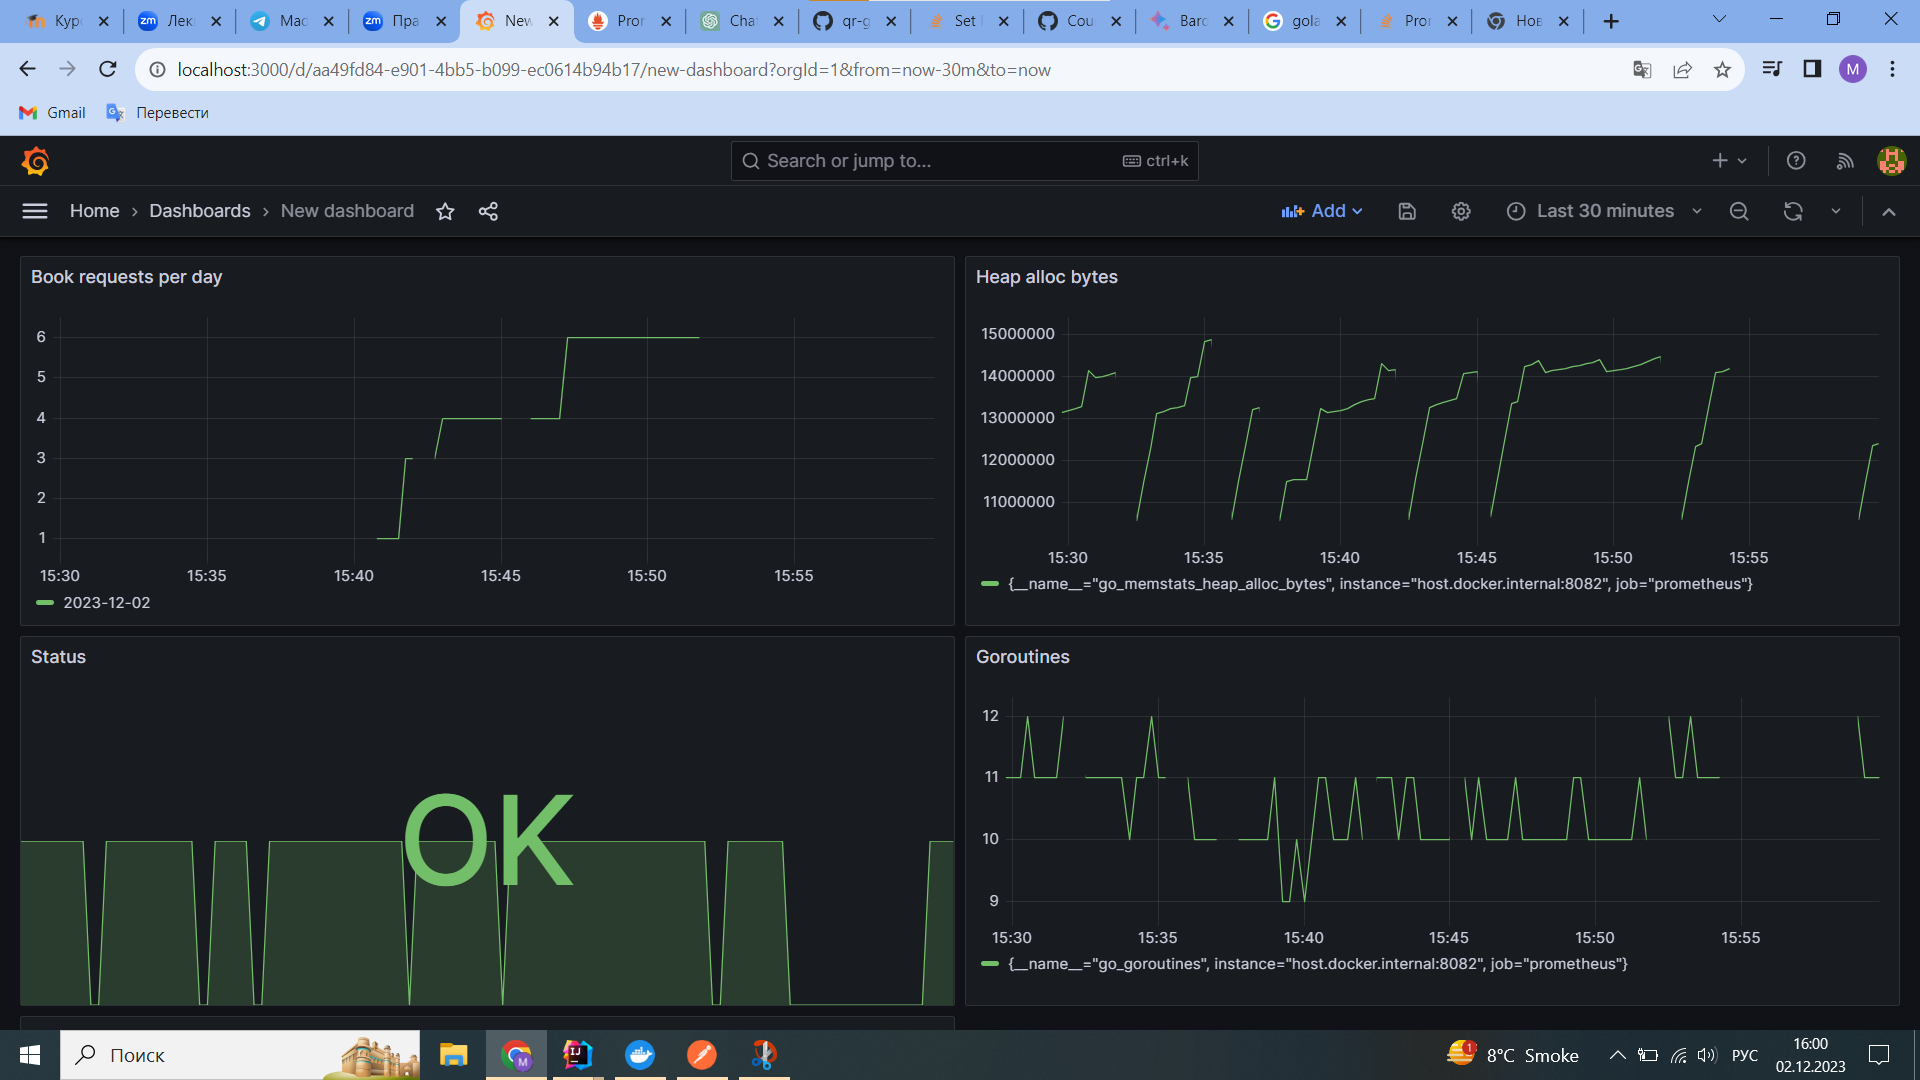 Кур
Лек
Мас
Пра
New
Pror
Cha
qr-g
Set
Cou
Barc
gola
Pror
Нов
localhost:3000/d/aa49fd84-e901-4bb5-b099-ec0614b94b17/new-dashboard?orgId=1&from=now-30m&to=now
M
Gmail
Перевести
Search or jump to...
ctrl+k
Home › Dashboards › New dashboard
Add
Last 30 minutes
Book requests per day
6
5
4
3
2
1
15:30 15:35 15:40 15:45 15:50 15:55
2023-12-02
Heap alloc bytes
15000000
14000000
13000000
12000000
11000000
15:30 15:35 15:40 15:45 15:50 15:55
{__name__="go_memstats_heap_alloc_bytes", instance="host.docker.internal:8082", job="prometheus"}
Status
OK
Goroutines
12
11
10
9
15:30 15:35 15:40 15:45 15:50 15:55
{__name__="go_goroutines", instance="host.docker.internal:8082", job="prometheus"}
Поиск
8°C Smoke
РУС
16:00
02.12.2023